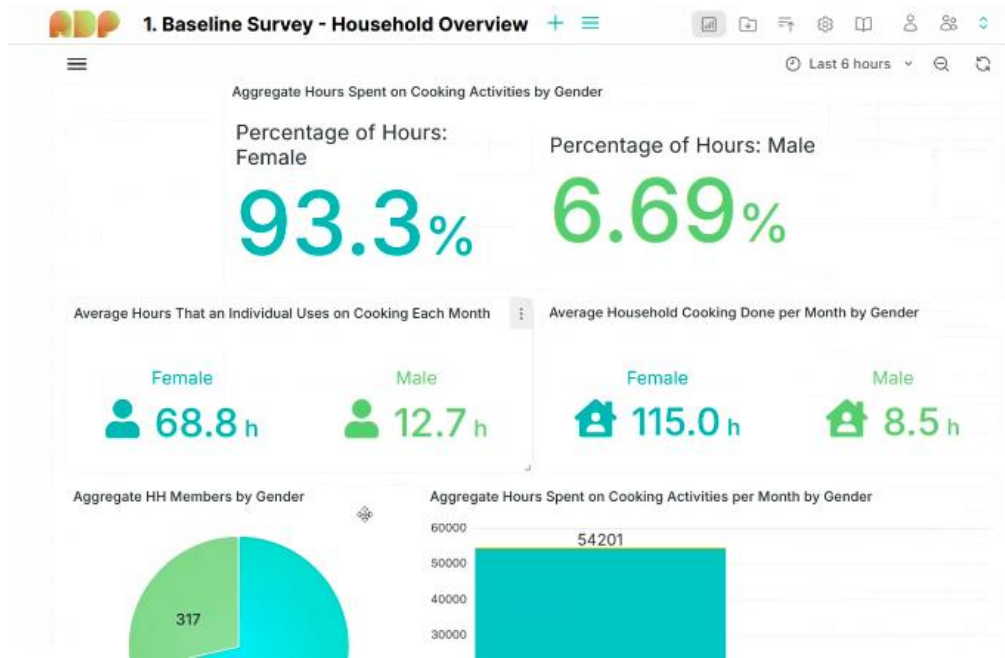 ADP 1. Baseline Survey - Household Overview
Last 6 hours
Aggregate Hours Spent on Cooking Activities by Gender
Percentage of Hours:
Female
93.3%
Percentage of Hours: Male
6.69%
Average Hours That an Individual Uses on Cooking Each Month
Female
68.8 h
Male
12.7 h
Average Household Cooking Done per Month by Gender
Female
115.0 h
Male
8.5 h
Aggregate HH Members by Gender
317
Aggregate Hours Spent on Cooking Activities per Month by Gender
60000
54201
50000
40000
30000